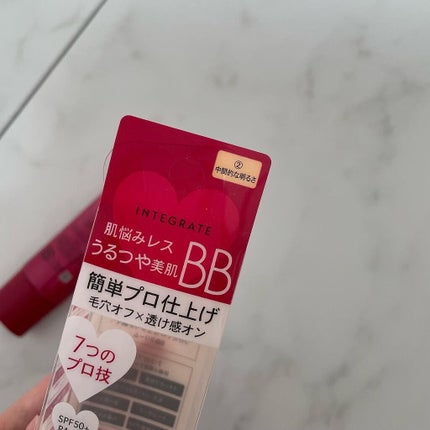 ②
中間的な明るさ
INTEGRATE
肌悩みレス
うるつや美肌
BB
簡単プロ仕上げ
毛穴オフ×透け感オン
7つの
プロ技
SPF50+